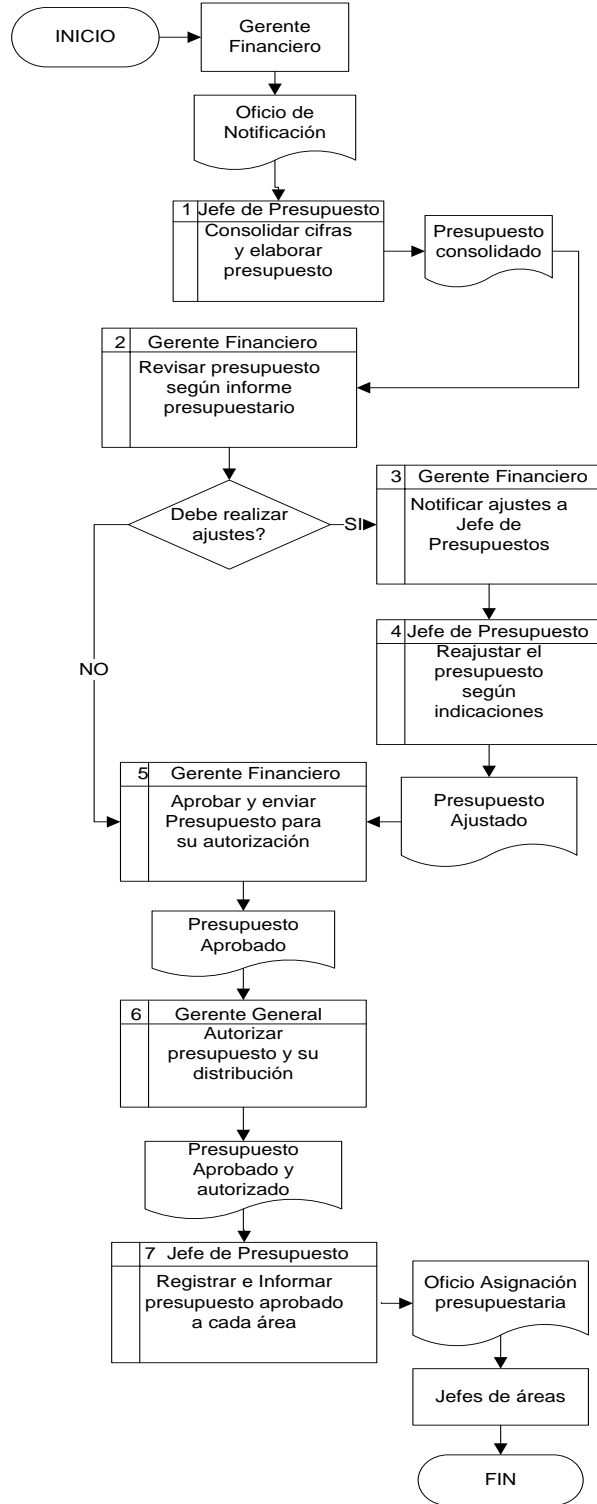 INICIO
Gerente
Financiero
Oficio de
Notificación
1 Jefe de Presupuesto
Consolidar cifras
y elaborar
presupuesto
Presupuesto
consolidado
2 Gerente Financiero
Revisar presupuesto
según informe
presupuestario
Debe realizar
ajustes?
SI
3 Gerente Financiero
Notificar ajustes a
Jefe de
Presupuestos
4 Jefe de Presupuesto
Reajustar el
presupuesto
según
indicaciones
NO
5 Gerente Financiero
Aprobar y enviar
Presupuesto para
su autorización
Presupuesto
Ajustado
Presupuesto
Aprobado
6 Gerente General
Autorizar
presupuesto y su
distribución
Presupuesto
Aprobado y
autorizado
7 Jefe de Presupuesto
Registrar e Informar
presupuesto aprobado
a cada área
Oficio Asignación
presupuestaria
Jefes de áreas
FIN